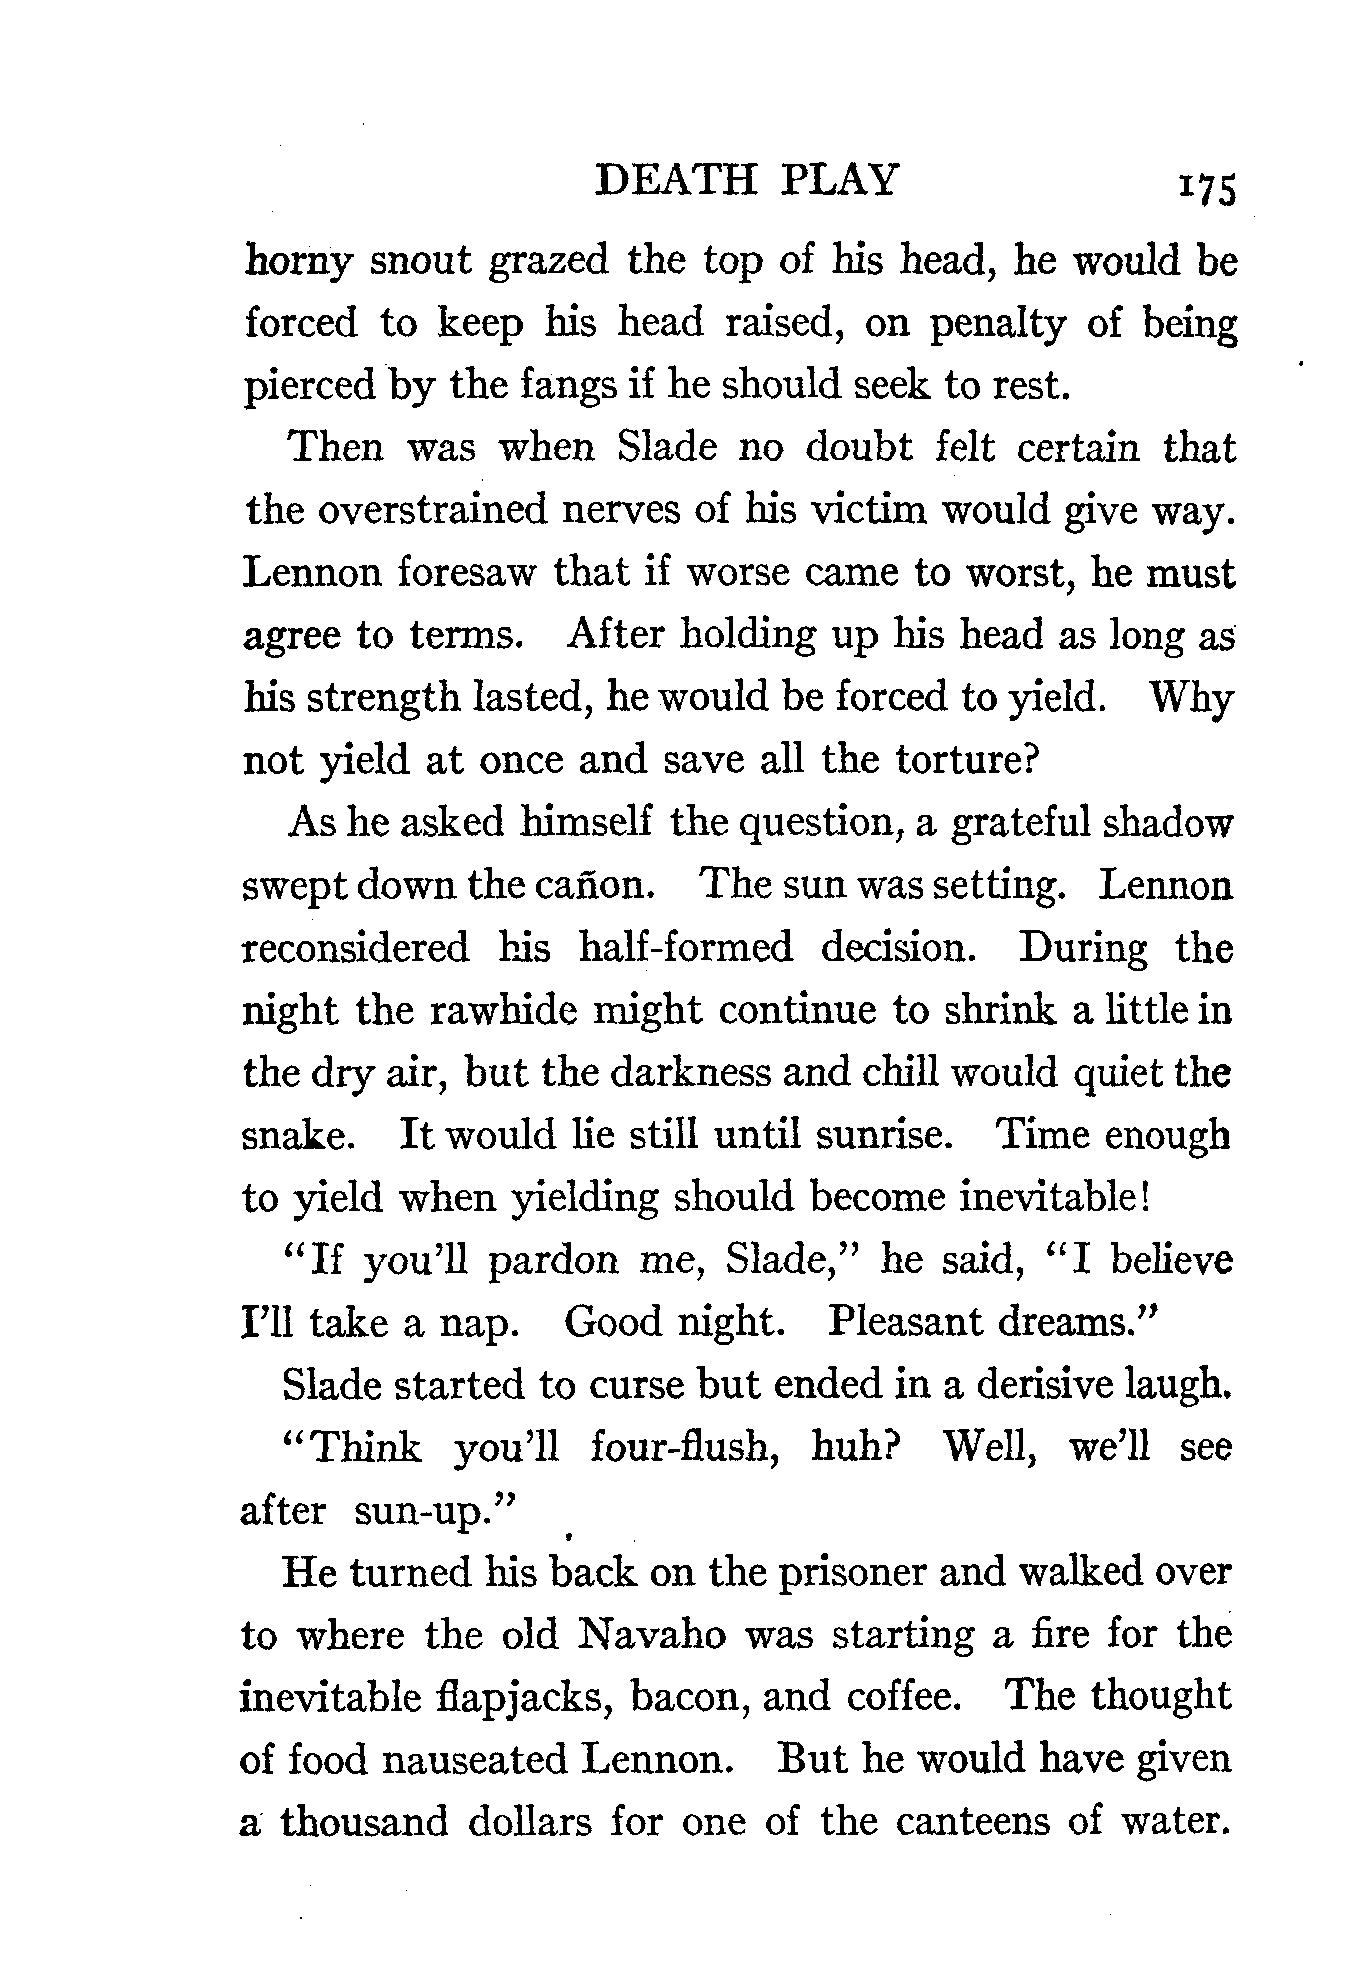 DEATH PLAY 175
horny snout grazed the top of his head, he would be
forced to keep his head raised, on penalty of being
pierced by the fangs if he should seek to rest.
Then was when Slade no doubt felt certain that
the overstrained nerves of his victim would give way.
Lennon foresaw that if worse came to worst, he must
agree to terms. After holding up his head as long as
his strength lasted, he would be forced to yield. Why
not yield at once and save all the torture?
As he asked himself the question, a grateful shadow
swept down the cañon. The sun was setting. Lennon
reconsidered his half-formed decision. During the
night the rawhide might continue to shrink a little in
the dry air, but the darkness and chill would quiet the
snake. It would lie still until sunrise. Time enough
to yield when yielding should become inevitable!
“If you’ll pardon me, Slade,” he said, “I believe
I’ll take a nap. Good night. Pleasant dreams.”
Slade started to curse but ended in a derisive laugh.
“Think you’ll four-flush, huh? Well, we’ll see
after sun-up.”
He turned his back on the prisoner and walked over
to where the old Navaho was starting a fire for the
inevitable flapjacks, bacon, and coffee. The thought
of food nauseated Lennon. But he would have given
a thousand dollars for one of the canteens of water.